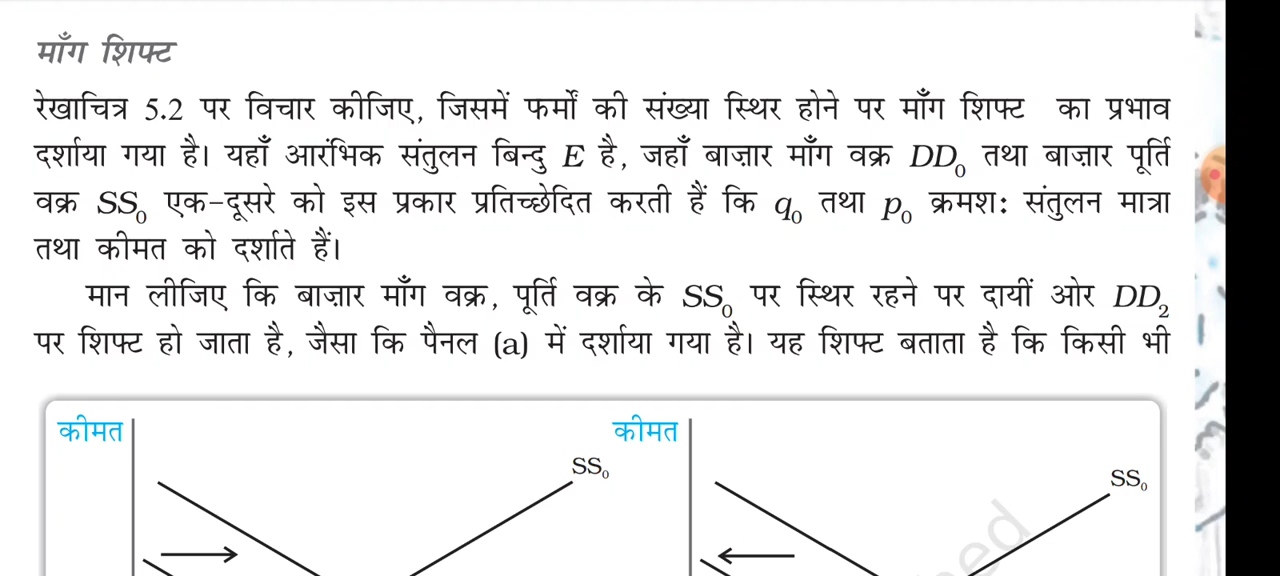 माँग शिफ्ट
रेखाचित्र 5.2 पर विचार कीजिए, जिसमें फर्मों की संख्या स्थिर होने पर माँग शिफ्ट का प्रभाव
दर्शाया गया है। यहाँ आरंभिक संतुलन बिन्दु E है, जहाँ बाज़ार माँग वक्र DD₀ तथा बाज़ार पूर्ति
वक्र SS₀ एक-दूसरे को इस प्रकार प्रतिच्छेदित करती हैं कि q₀ तथा p₀ क्रमश: संतुलन मात्रा
तथा कीमत को दर्शाते हैं।
मान लीजिए कि बाज़ार माँग वक्र, पूर्ति वक्र के SS₀ पर स्थिर रहने पर दायीं ओर DD₂
पर शिफ्ट हो जाता है, जैसा कि पैनल (a) में दर्शाया गया है। यह शिफ्ट बताता है कि किसी भी
कीमत
कीमत
SS₀
SS₀